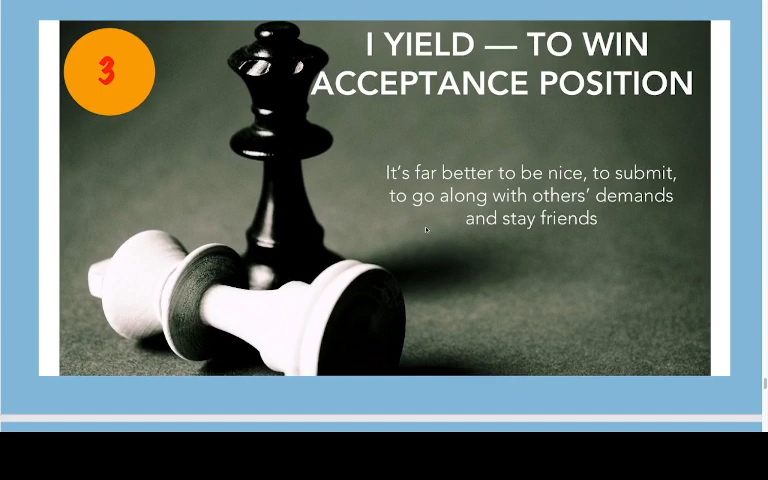 3
I YIELD — TO WIN
ACCEPTANCE POSITION
It’s far better to be nice, to submit,
to go along with others’ demands
and stay friends